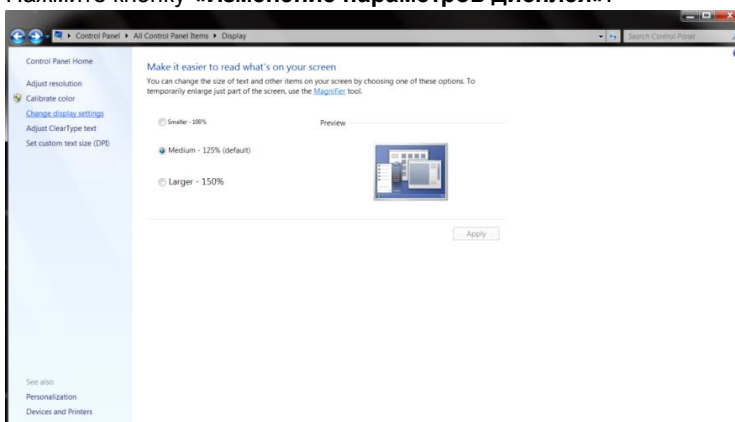 Нажмите кнопку «Изменение параметров дисплея».
Control Panel ▸ All Control Panel Items ▸ Display
Search Control Panel
Control Panel Home
Adjust resolution
Calibrate color
Change display settings
Adjust ClearType text
Set custom text size (DPI)
Make it easier to read what's on your screen
You can change the size of text and other items on your screen by choosing one of these options. To
temporarily enlarge just part of the screen, use the Magnifier tool.
Smaller - 100%
Preview
Medium - 125% (default)
Larger - 150%
Apply
See also
Personalization
Devices and Printers